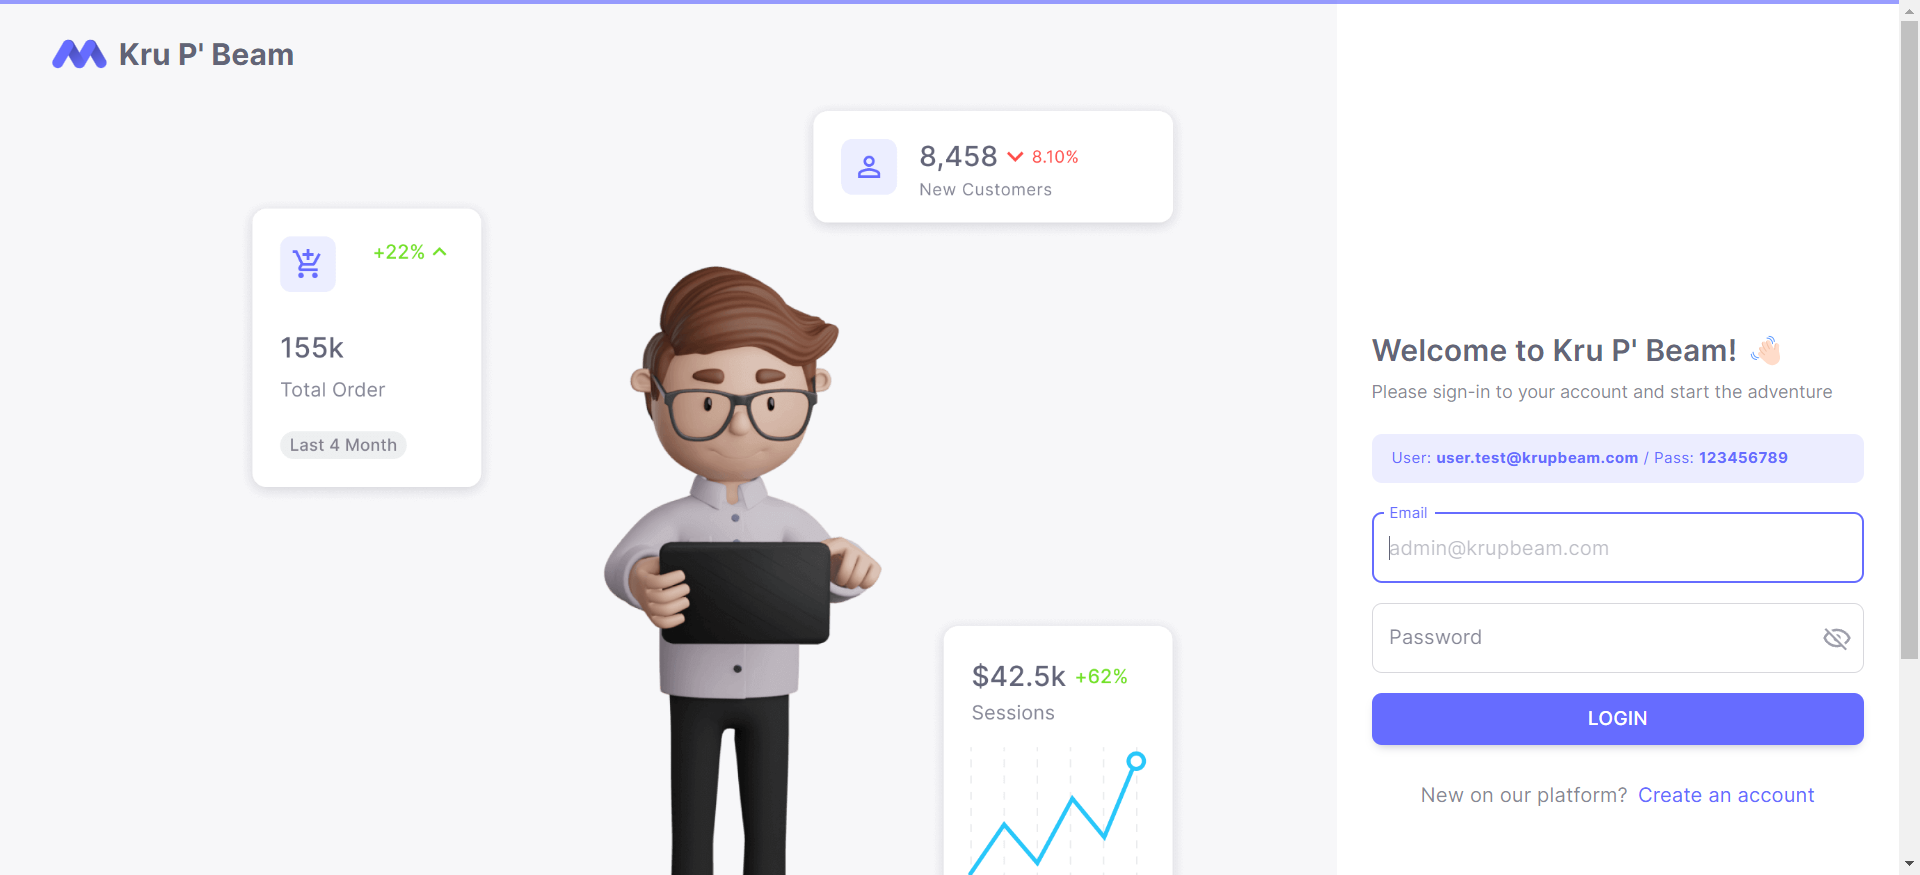 Kru P' Beam
8,458 8.10%
New Customers
+22%
155k
Total Order
Last 4 Month
$42.5k +62%
Sessions
Welcome to Kru P' Beam! 👋🏻
Please sign-in to your account and start the adventure
User: user.test@krupbeam.com / Pass: 123456789
Email
admin@krupbeam.com
Password
LOGIN
New on our platform? Create an account